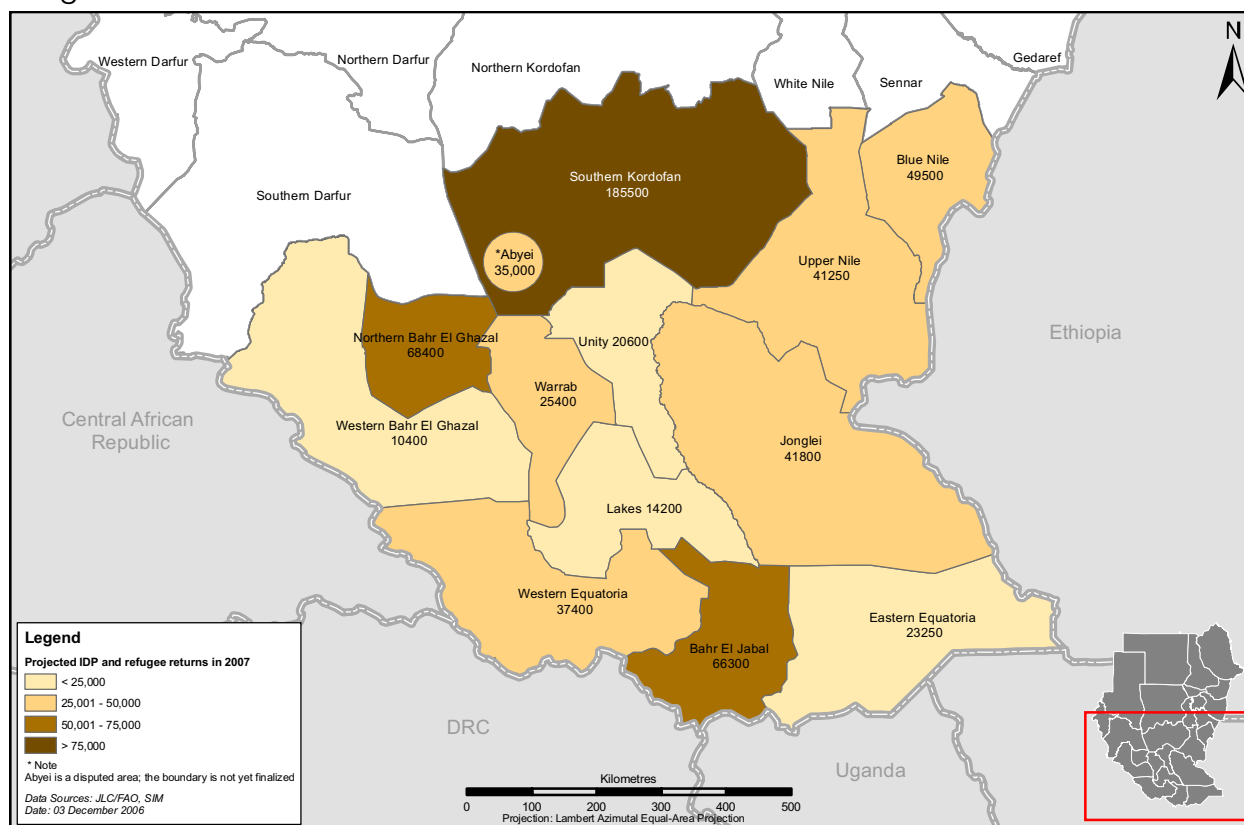 N
Western Darfur
Northern Darfur
Northern Kordofan
White Nile
Sennar
Gedaref
Southern Darfur
Southern Kordofan
185500
Blue Nile
49500
*Abyei
35,000
Upper Nile
41250
Ethiopia
Northern Bahr El Ghazal
68400
Unity 20600
Warrab
25400
Central African
Republic
Western Bahr El Ghazal
10400
Jonglei
41800
Lakes 14200
Western Equatoria
37400
Eastern Equatoria
23250
Bahr El Jabal
66300
DRC
Uganda
Legend
Projected IDP and refugee returns in 2007
< 25,000
25,001 - 50,000
50,001 - 75,000
> 75,000
* Note
Abyei is a disputed area; the boundary is not yet finalized
Data Sources: JLC/FAO, SIM
Date: 03 December 2006
Kilometres
0 100 200 300 400 500
Projection: Lambert Azimutal Equal-Area Projection